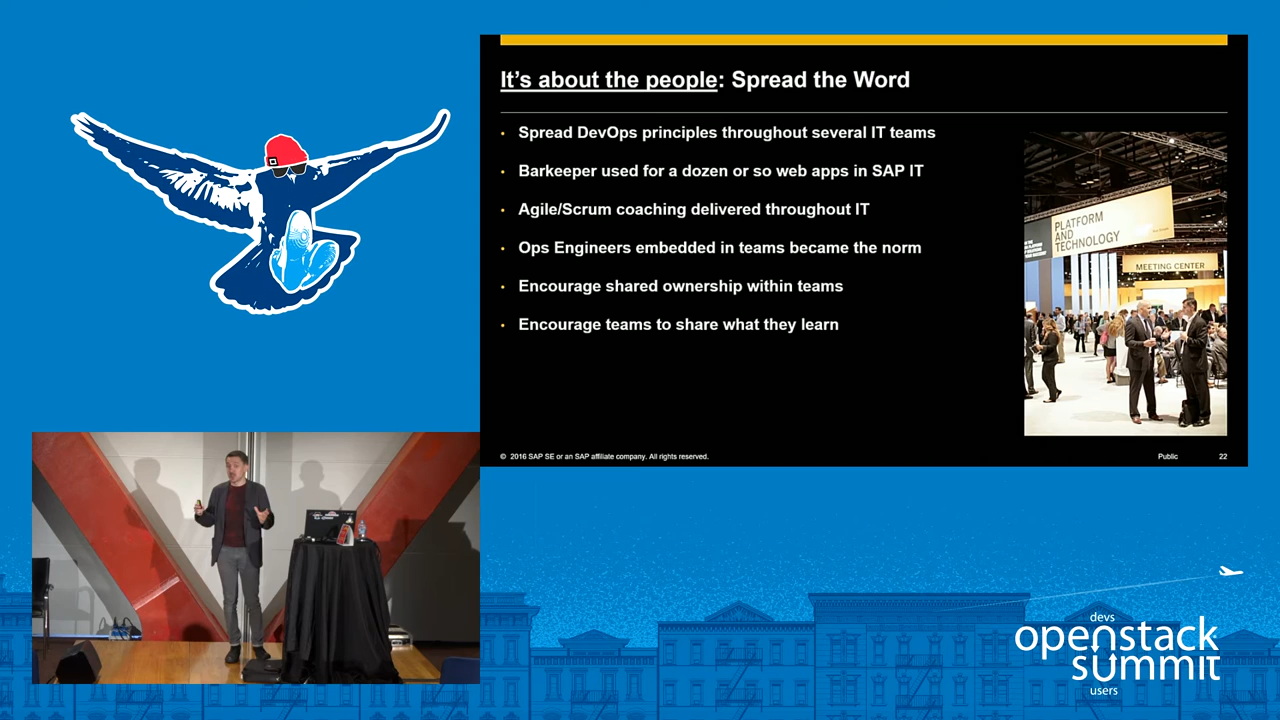 It's about the people: Spread the Word
• Spread DevOps principles throughout several IT teams
• Barkeeper used for a dozen or so web apps in SAP IT
• Agile/Scrum coaching delivered throughout IT
• Ops Engineers embedded in teams became the norm
• Encourage shared ownership within teams
• Encourage teams to share what they learn
PLATFORM
AND
TECHNOLOGY
MEETING CENTER
© 2016 SAP SE or an SAP affiliate company. All rights reserved.
Public
22
devs
openstack
summit
users